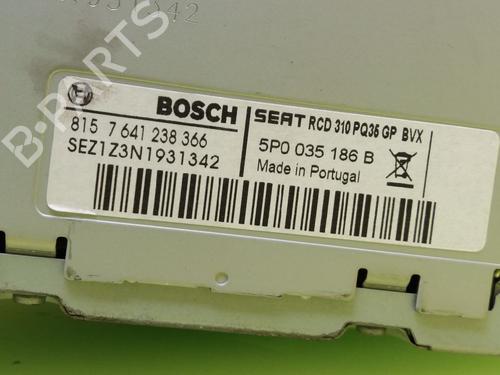 BOSCH
815 7 641 238 366
SEZ1Z3N1931342
SEAT RCD 310 PQ35 GP BVX
5P0 035 186 B
Made in Portugal
B-PARTS